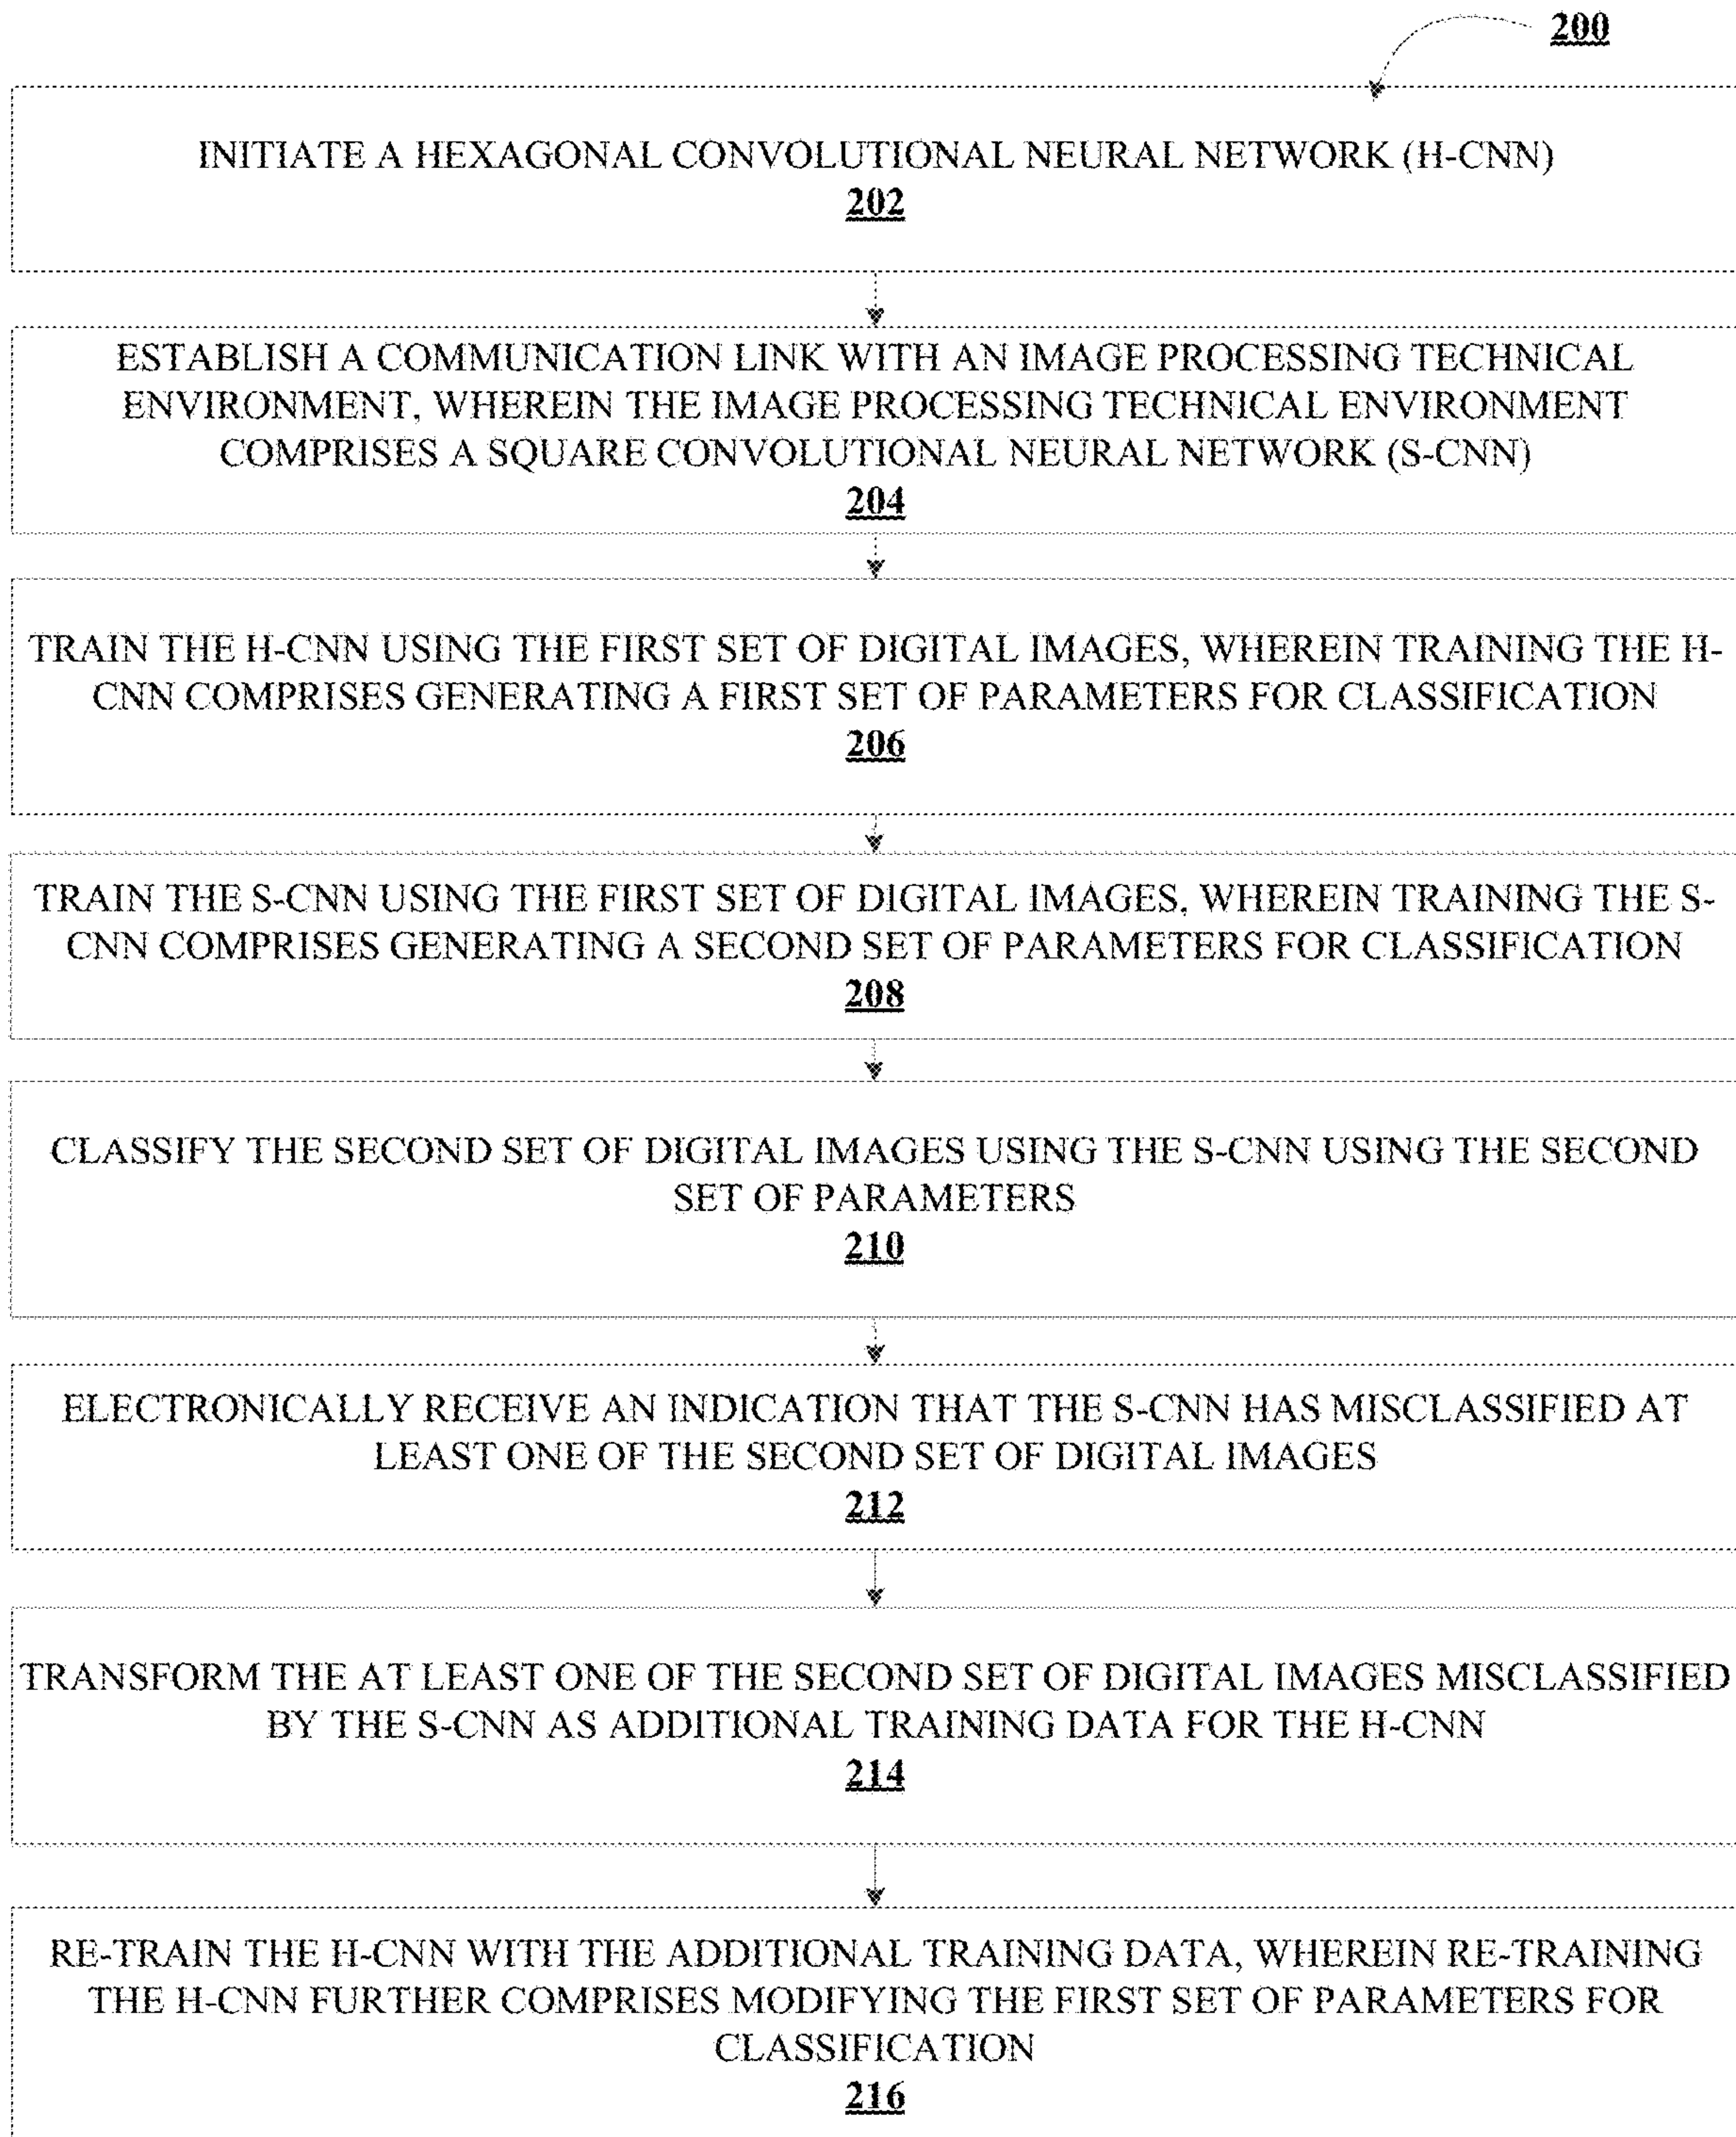 200
INITIATE A HEXAGONAL CONVOLUTIONAL NEURAL NETWORK (H-CNN)
202
ESTABLISH A COMMUNICATION LINK WITH AN IMAGE PROCESSING TECHNICAL
ENVIRONMENT, WHEREIN THE IMAGE PROCESSING TECHNICAL ENVIRONMENT
COMPRISES A SQUARE CONVOLUTIONAL NEURAL NETWORK (S-CNN)
204
TRAIN THE H-CNN USING THE FIRST SET OF DIGITAL IMAGES, WHEREIN TRAINING THE H-
CNN COMPRISES GENERATING A FIRST SET OF PARAMETERS FOR CLASSIFICATION
206
TRAIN THE S-CNN USING THE FIRST SET OF DIGITAL IMAGES, WHEREIN TRAINING THE S-
CNN COMPRISES GENERATING A SECOND SET OF PARAMETERS FOR CLASSIFICATION
208
CLASSIFY THE SECOND SET OF DIGITAL IMAGES USING THE S-CNN USING THE SECOND
SET OF PARAMETERS
210
ELECTRONICALLY RECEIVE AN INDICATION THAT THE S-CNN HAS MISCLASSIFIED AT
LEAST ONE OF THE SECOND SET OF DIGITAL IMAGES
212
TRANSFORM THE AT LEAST ONE OF THE SECOND SET OF DIGITAL IMAGES MISCLASSIFIED
BY THE S-CNN AS ADDITIONAL TRAINING DATA FOR THE H-CNN
214
RE-TRAIN THE H-CNN WITH THE ADDITIONAL TRAINING DATA, WHEREIN RE-TRAINING
THE H-CNN FURTHER COMPRISES MODIFYING THE FIRST SET OF PARAMETERS FOR
CLASSIFICATION
216